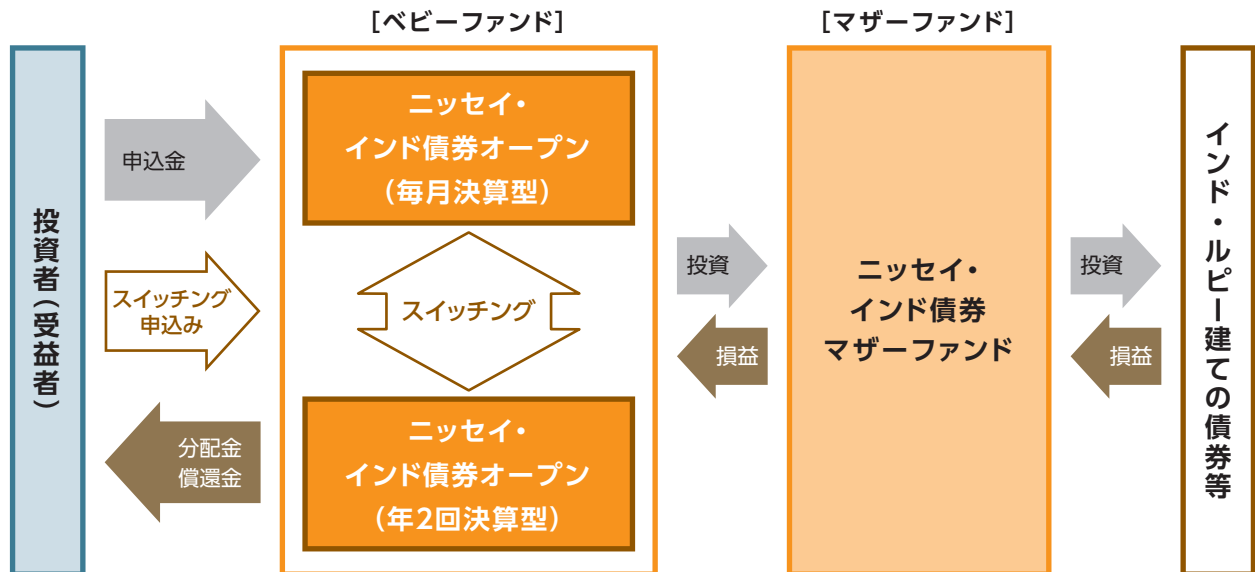 ［ベビーファンド］
［マザーファンド］
投資者（受益者）
申込金
スイッチング
申込み
分配金
償還金
ニッセイ・
インド債券オープン
（毎月決算型）
スイッチング
ニッセイ・
インド債券オープン
（年2回決算型）
投資
損益
ニッセイ・
インド債券
マザーファンド
投資
損益
インド・ルピー建ての債券等